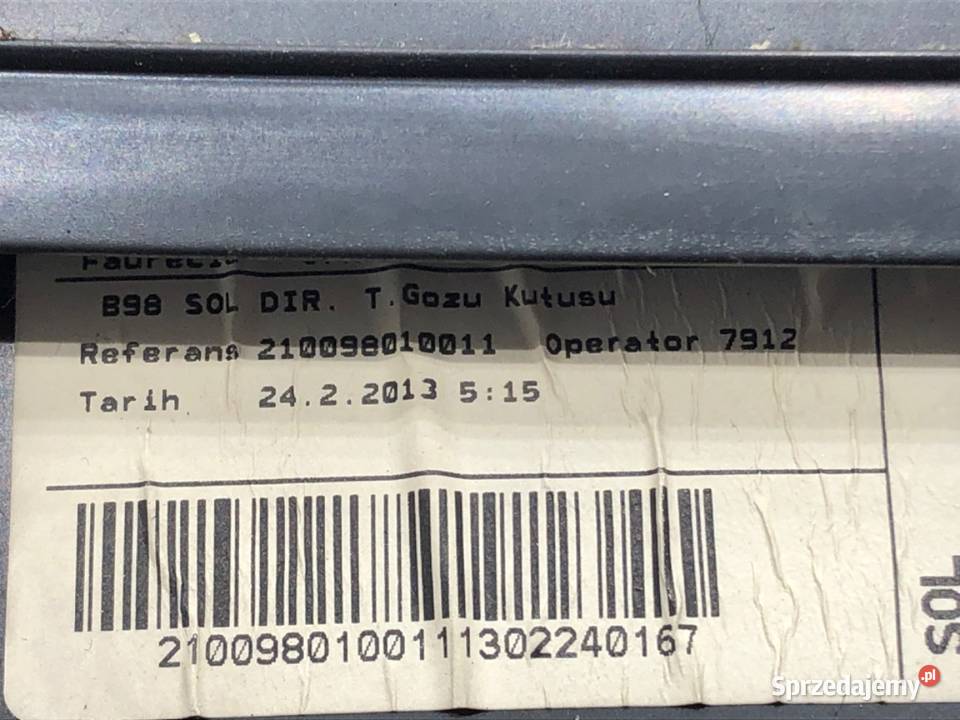 Faurecia
B98 SOL DIR. T.Gozu Kutusu
Referans 210098010011 Operator 7912
Tarih 24.2.2013 5:15
2100980100111302240167
SOL
Sprzedajemy.pl